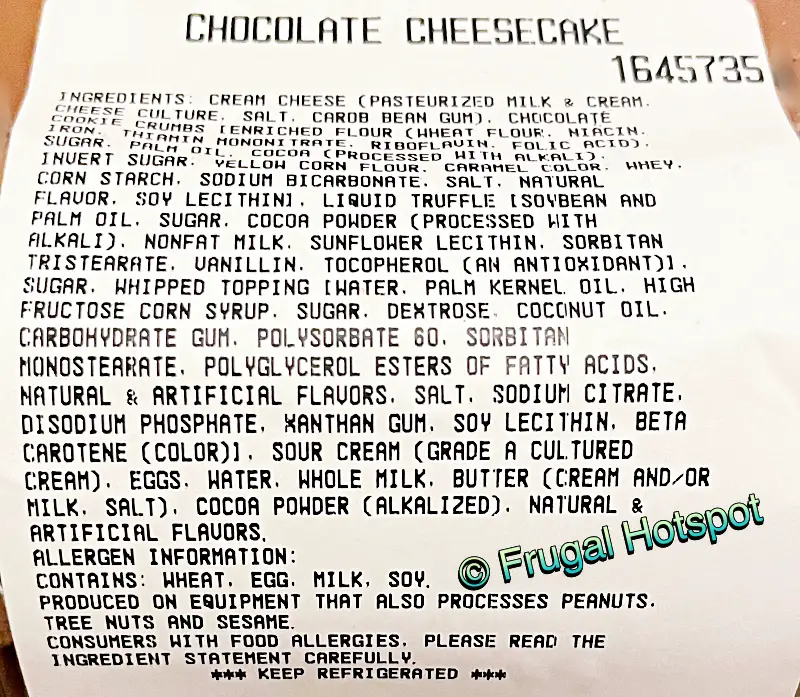 CHOCOLATE CHEESECAKE
1645735
INGREDIENTS: CREAM CHEESE (PASTEURIZED MILK & CREAM,
CHEESE CULTURE, SALT, CAROB BEAN GUM), CHOCOLATE
COOKIE CRUMBS [ENRICHED FLOUR (WHEAT FLOUR, NIACIN,
IRON, THIAMIN MONONITRATE, RIBOFLAVIN, FOLIC ACID),
SUGAR, PALM OIL, COCOA (PROCESSED WITH ALKALI),
INVERT SUGAR, YELLOW CORN FLOUR, CARAMEL COLOR, WHEY,
CORN STARCH, SODIUM BICARBONATE, SALT, NATURAL
FLAVOR, SOY LECITHIN], LIQUID TRUFFLE [SOYBEAN AND
PALM OIL, SUGAR, COCOA POWDER (PROCESSED WITH
ALKALI), NONFAT MILK, SUNFLOWER LECITHIN, SORBITAN
TRISTEARATE, VANILLIN, TOCOPHEROL (AN ANTIOXIDANT)],
SUGAR, WHIPPED TOPPING [WATER, PALM KERNEL OIL, HIGH
FRUCTOSE CORN SYRUP, SUGAR, DEXTROSE, COCONUT OIL,
CARBOHYDRATE GUM, POLYSORBATE 60, SORBITAN
MONOSTEARATE, POLYGLYCEROL ESTERS OF FATTY ACIDS,
NATURAL & ARTIFICIAL FLAVORS, SALT, SODIUM CITRATE,
DISODIUM PHOSPHATE, XANTHAN GUM, SOY LECITHIN, BETA
CAROTENE (COLOR)], SOUR CREAM (GRADE A CULTURED
CREAM), EGGS, WATER, WHOLE MILK, BUTTER (CREAM AND/OR
MILK, SALT), COCOA POWDER (ALKALIZED), NATURAL &
ARTIFICIAL FLAVORS.
ALLERGEN INFORMATION:
CONTAINS: WHEAT, EGG, MILK, SOY.
PRODUCED ON EQUIPMENT THAT ALSO PROCESSES PEANUTS,
TREE NUTS AND SESAME.
CONSUMERS WITH FOOD ALLERGIES, PLEASE READ THE
INGREDIENT STATEMENT CAREFULLY.
*** KEEP REFRIGERATED ***
© Frugal Hotspot